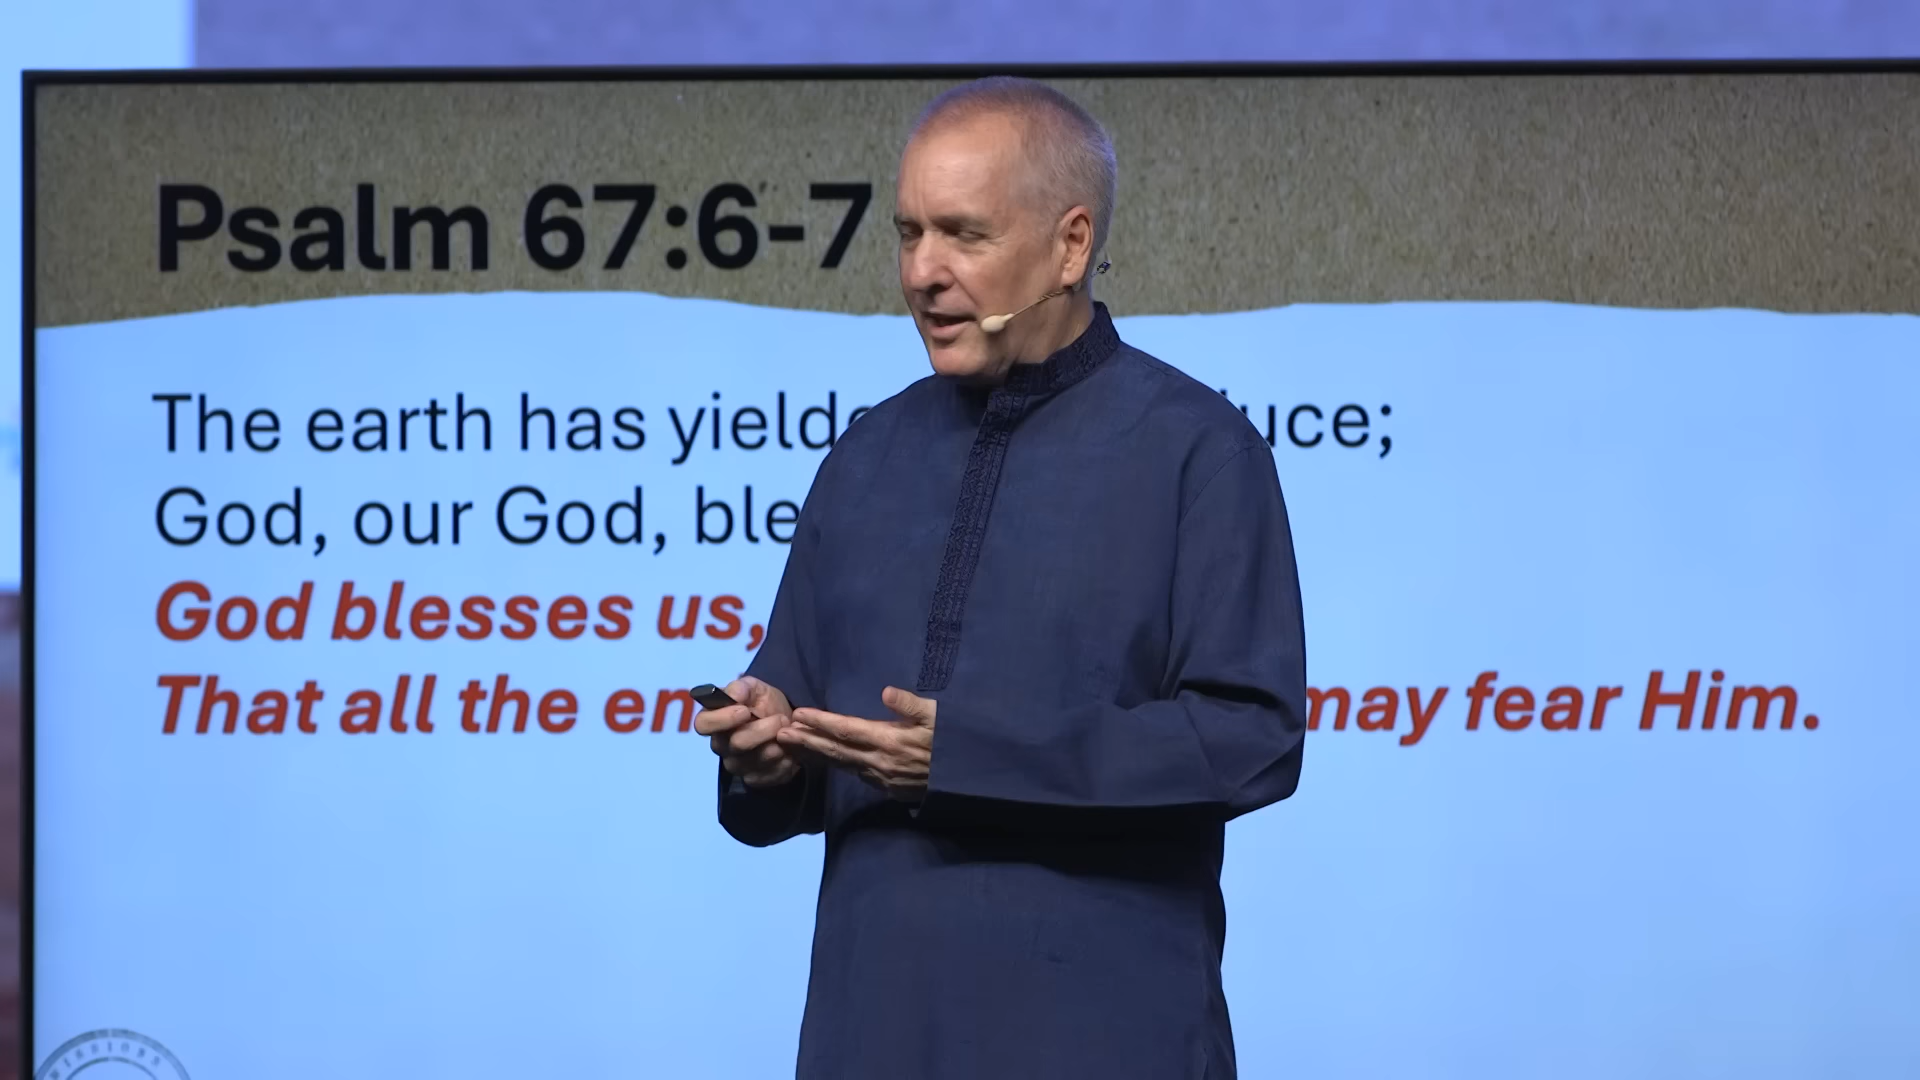 Psalm 67:6-7
The earth has yielde uce;
God, our God, ble
God blesses us,
That all the en may fear Him.
MISSIONS